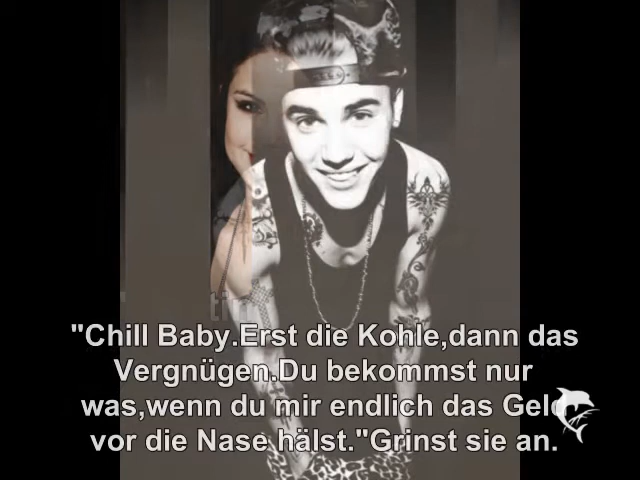 "Chill Baby.Erst die Kohle,dann das
Vergnügen.Du bekommst nur
was,wenn du mir endlich das Geld
vor die Nase hälst."Grinst sie an.